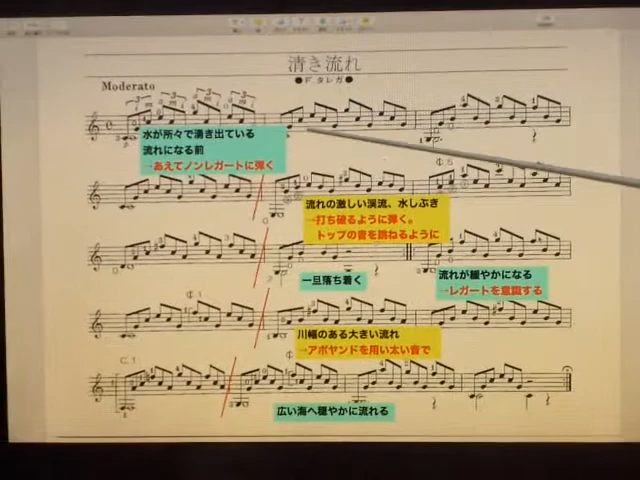 清き流れ
●F.タレガ●
Moderato
水が所々で湧き出ている
流れになる前
→あえてノンレガートに弾く
流れの激しい渓流、水しぶき
→打ち破るように弾く。
トップの音を跳ねるように
一旦落ち着く
流れが穏やかになる
→レガートを意識する
川幅のある大きい流れ
→アポヤンドを用い太い音で
C.1
広い海へ穏やかに流れる